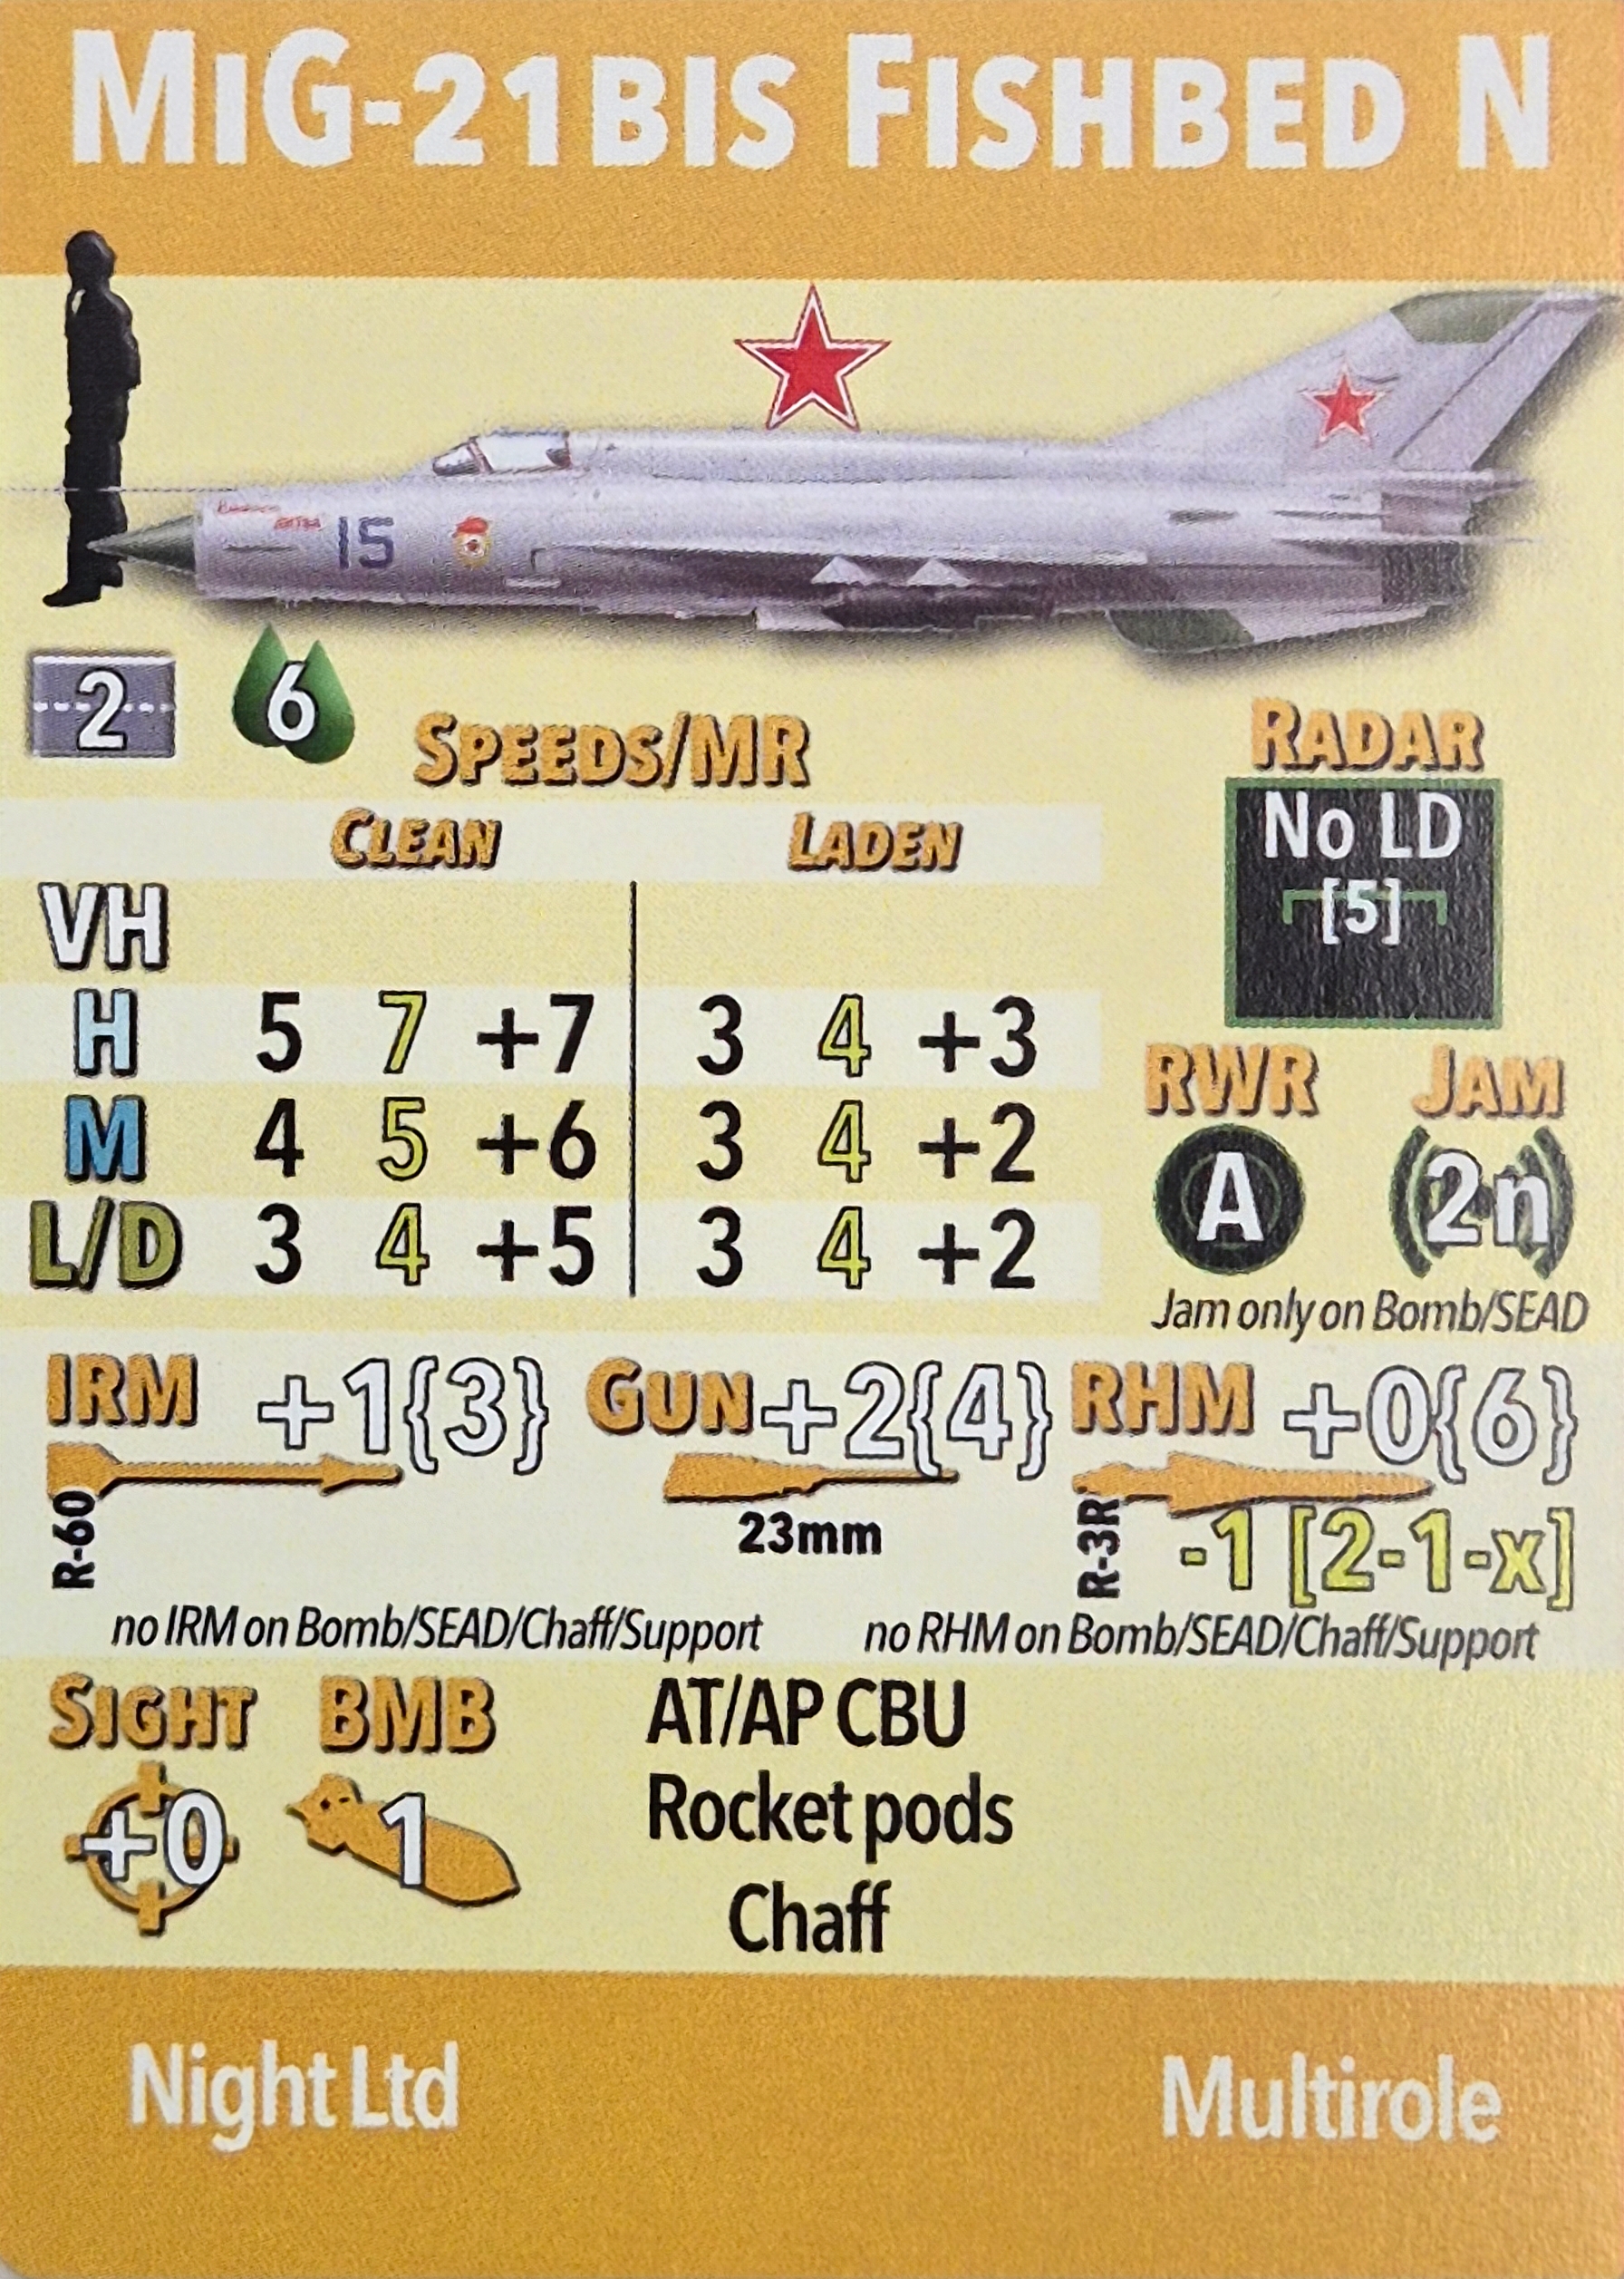 MiG-21bis Fishbed N
15
2 6
Speeds/MR
Radar
Clean Laden
No LD
[5]
VH
H 5 7 +7 3 4 +3
M 4 5 +6 3 4 +2
L/D 3 4 +5 3 4 +2
RWR Jam
A (2n)
Jam only on Bomb/SEAD
IRM +1{3} Gun +2{4} RHM +0{6}
R-60 23mm R-3R -1 [2-1-x]
no IRM on Bomb/SEAD/Chaff/Support no RHM on Bomb/SEAD/Chaff/Support
Sight BMB AT/AP CBU
+0 1 Rocket pods
Chaff
Night Ltd Multirole